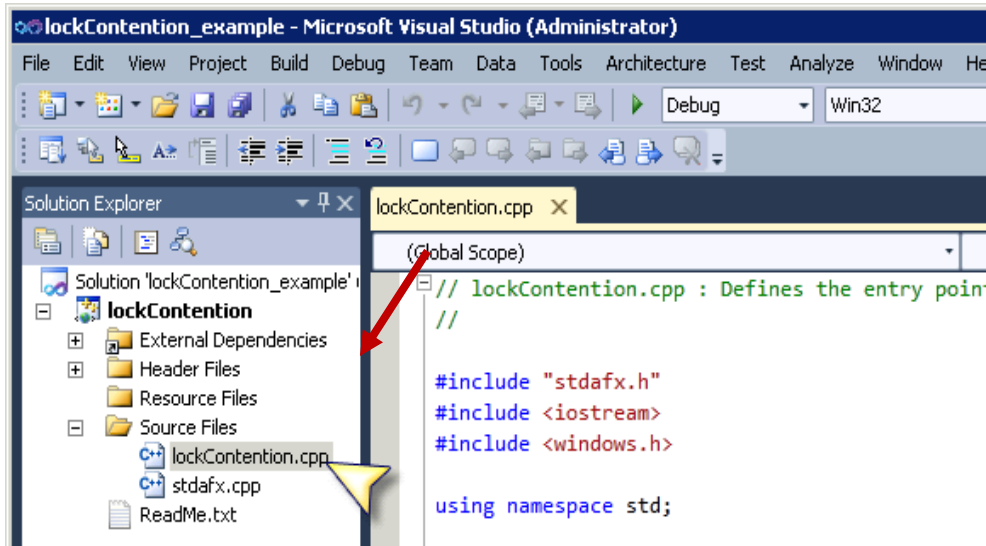 lockContention_example - Microsoft Visual Studio (Administrator)
File Edit View Project Build Debug Team Data Tools Architecture Test Analyze Window He
Debug Win32
Solution Explorer
lockContention.cpp
(Global Scope)
Solution 'lockContention_example' (
lockContention
External Dependencies
Header Files
Resource Files
Source Files
lockContention.cpp
stdafx.cpp
ReadMe.txt
// lockContention.cpp : Defines the entry point
//
#include "stdafx.h"
#include <iostream>
#include <windows.h>
using namespace std;